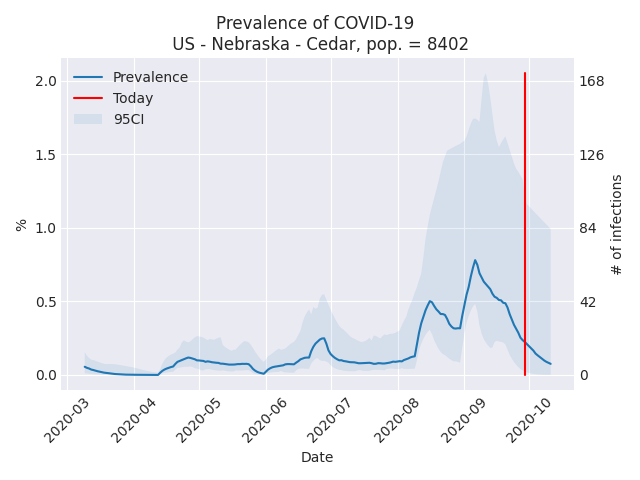 Prevalence of COVID-19
US - Nebraska - Cedar, pop. = 8402
Prevalence
Today
95CI
2.0
1.5
1.0
0.5
0.0
%
168
126
84
42
0
# of infections
2020-03
2020-04
2020-05
2020-06
2020-07
2020-08
2020-09
2020-10
Date